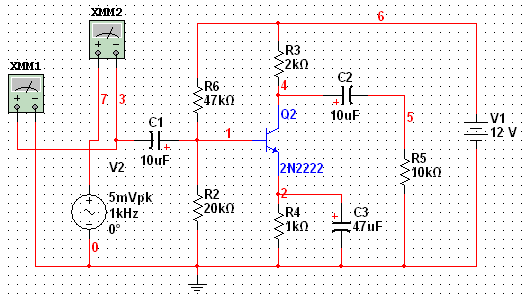 XMM2
6
XMM1
R3
2kΩ
7
3
R6
47kΩ
4
C2
+
10uF
Q2
5
V1
12 V
C1
+
10uF
1
2N2222
V2
5mVpk
1kHz
0°
R2
20kΩ
2
R4
1kΩ
+
C3
47uF
R5
10kΩ
0